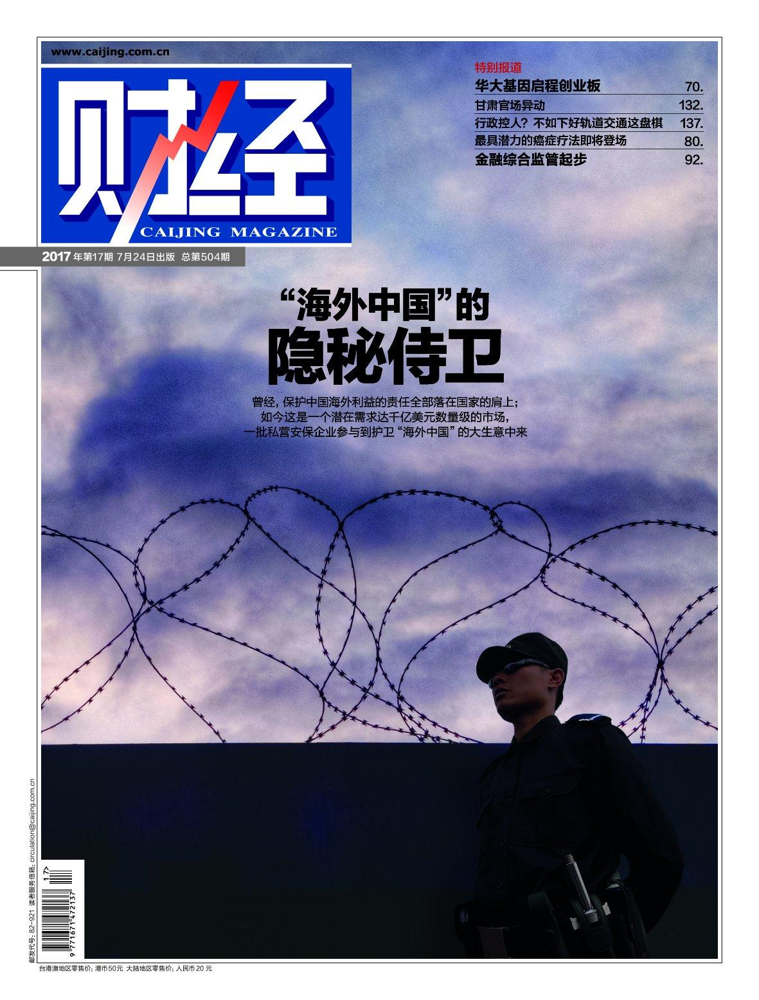 www.caijing.com.cn
财经
CAIJING MAGAZINE
2017年第17期 7月24日出版 总第504期
特别报道
华大基因启程创业板 70.
甘肃官场异动 132.
行政控人？不如下好轨道交通这盘棋 137.
最具潜力的癌症疗法即将登场 80.
金融综合监管起步 92.
“海外中国”的
隐秘侍卫
曾经，保护中国海外利益的责任全部落在国家的肩上；
如今这是一个潜在需求达千亿美元数量级的市场，
一批私营安保企业参与到护卫“海外中国”的大生意中来
邮发代号：82-921 读者服务信箱：circulation@caijing.com.cn
17>
9771671472137
台港澳地区零售价：港币50元 大陆地区零售价：人民币20元